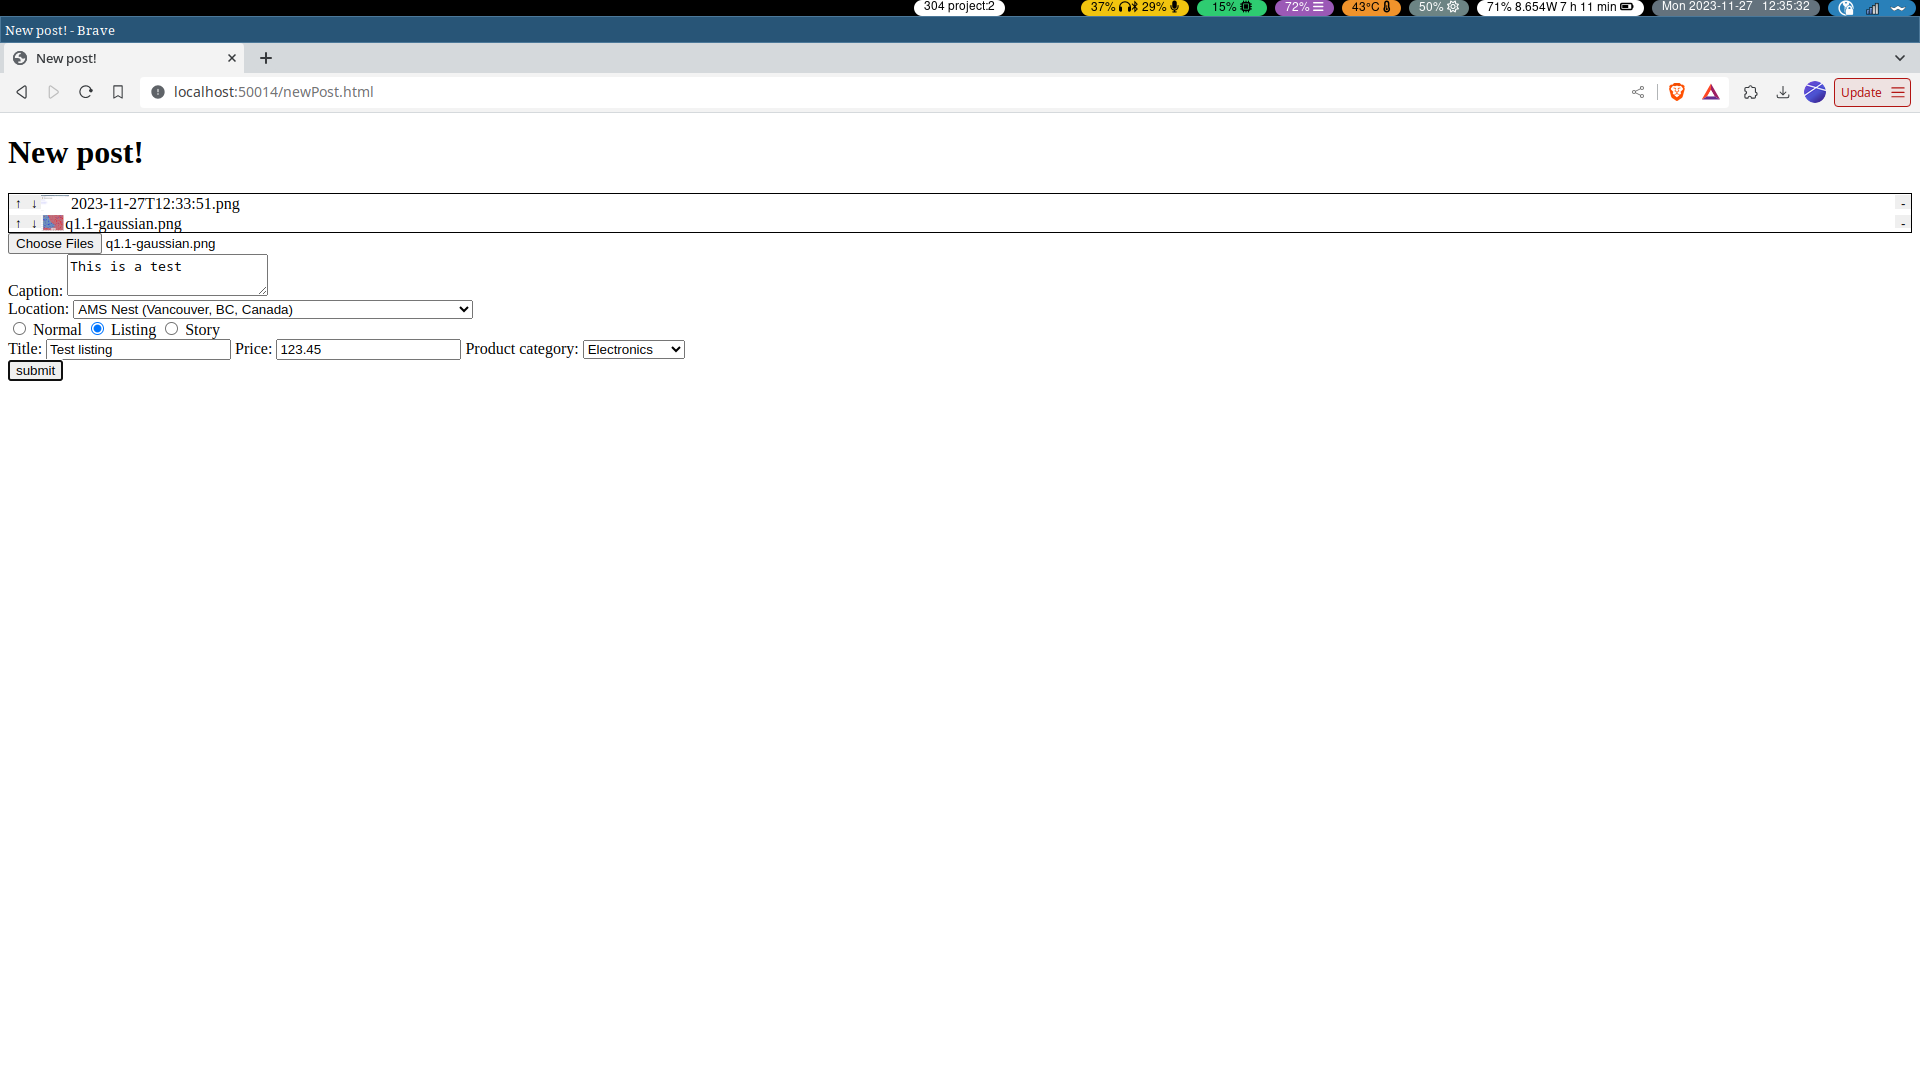 304 project:2 37% 29% 15% 72% 43°C 50% 71% 8.654W 7 h 11 min Mon 2023-11-27 12:35:32
New post! - Brave
New post!
localhost:50014/newPost.html Update
New post!
↑ ↓ 2023-11-27T12:33:51.png -
↑ ↓ q1.1-gaussian.png -
Choose Files q1.1-gaussian.png
This is a test
Caption:
Location: AMS Nest (Vancouver, BC, Canada)
Normal Listing Story
Title: Test listing Price: 123.45 Product category: Electronics
submit